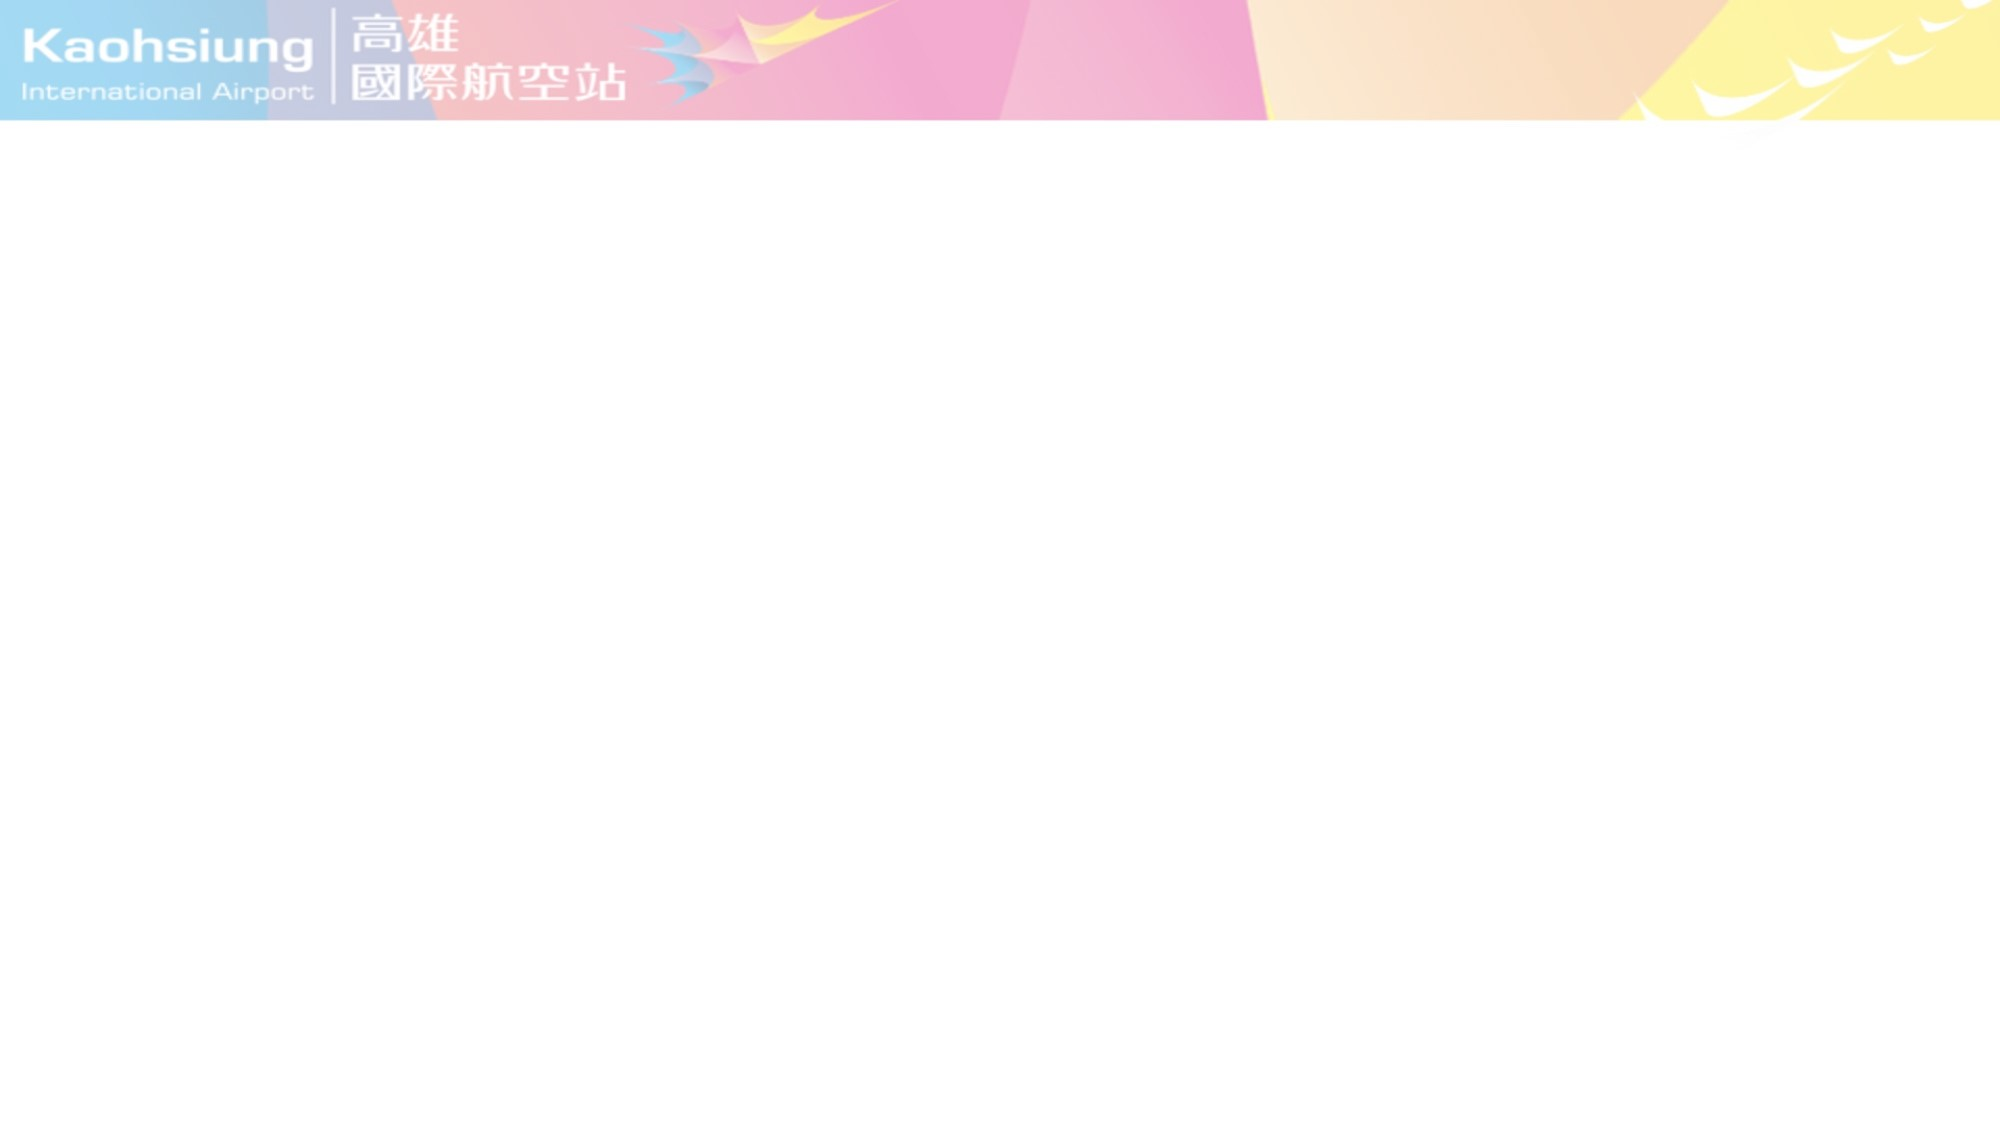 Kaohsiung
International Airport
高雄
國際航空站